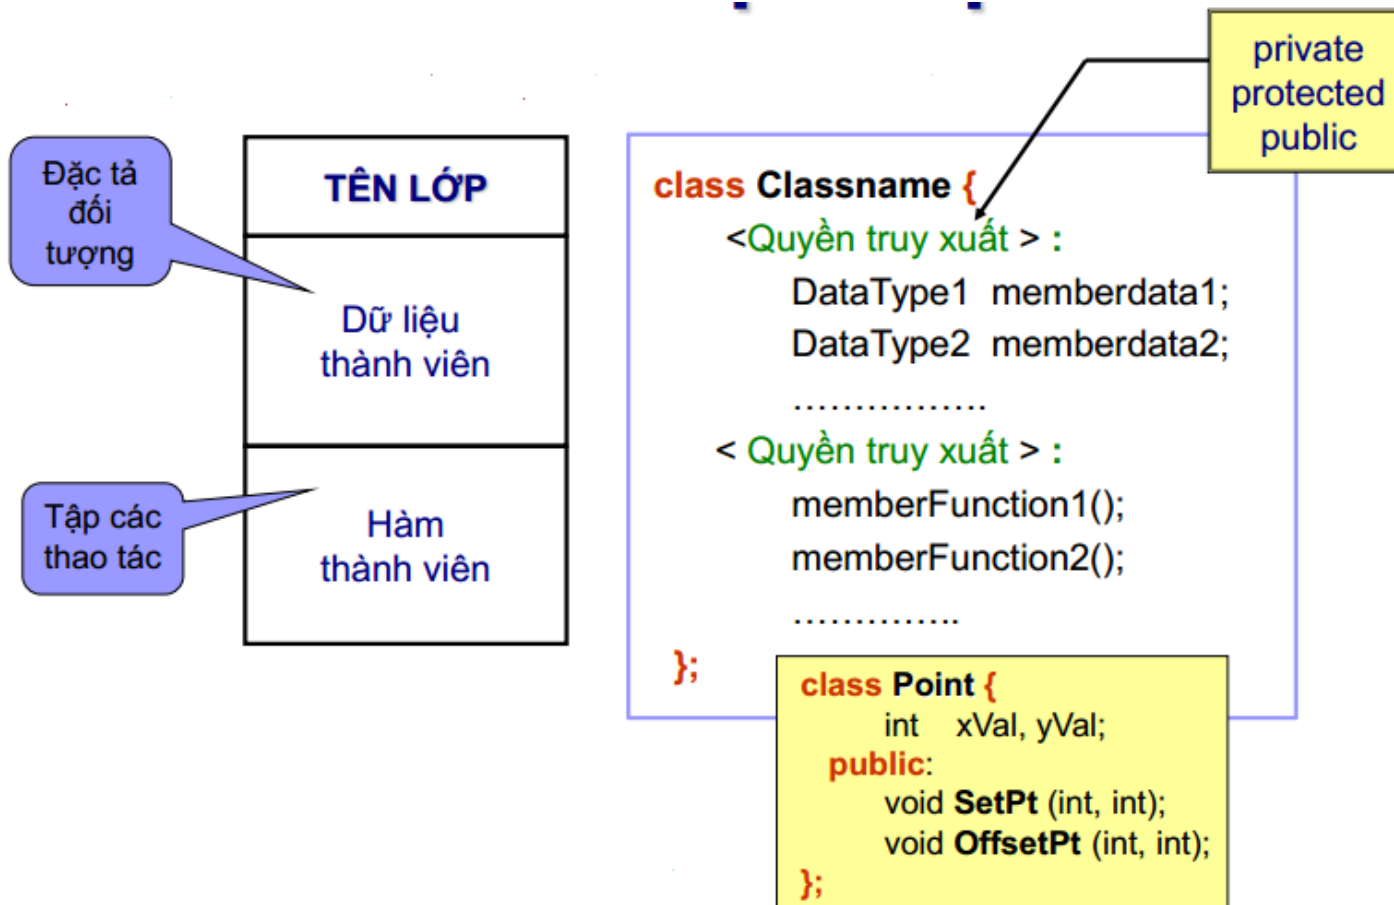 private
protected
public
Đặc tả
đối
tượng
TÊN LỚP
Dữ liệu
thành viên
Tập các
thao tác
Hàm
thành viên
class Classname {
<Quyền truy xuất > :
DataType1 memberdata1;
DataType2 memberdata2;
................
< Quyền truy xuất > :
memberFunction1();
memberFunction2();
..............
};
class Point {
int xVal, yVal;
public:
void SetPt (int, int);
void OffsetPt (int, int);
};